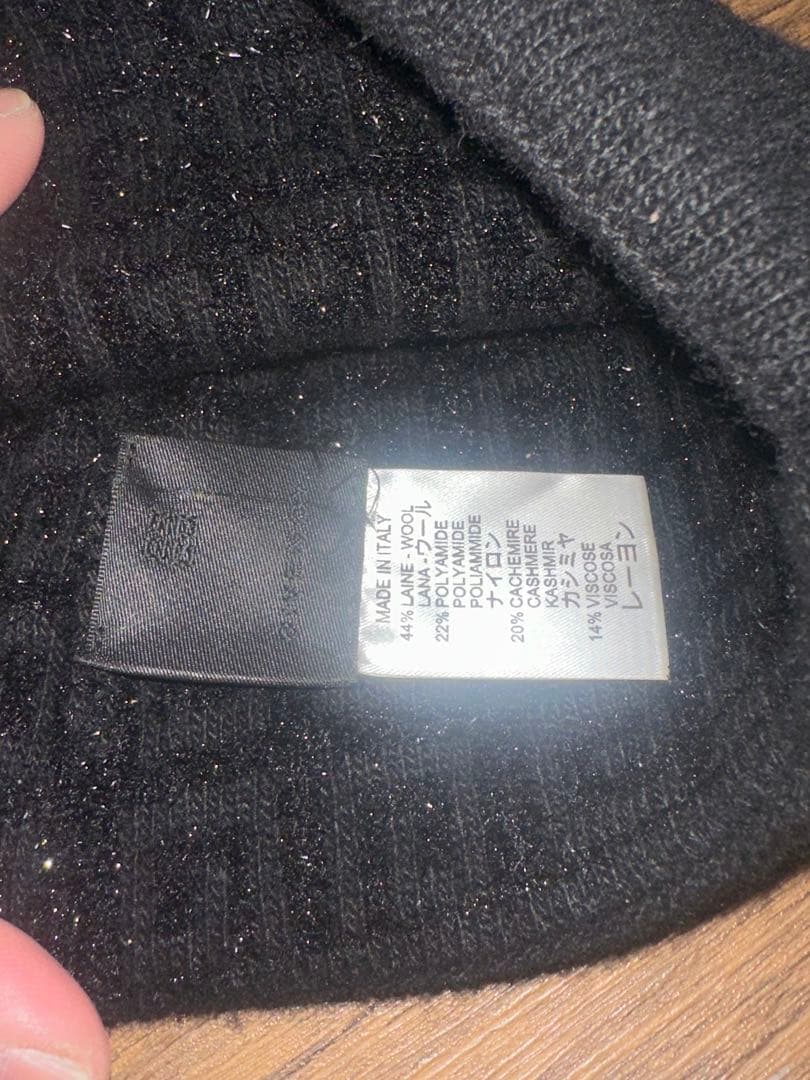 MADE IN ITALY
44% LAINE - WOOL
LANA - ウール
22% POLYAMIDE
POLYAMIDE
POLIAMMIDE
ナイロン
20% CACHEMIRE
CASHMERE
KASHMIR
カシミヤ
14% VISCOSE
VISCOSA
レーヨン